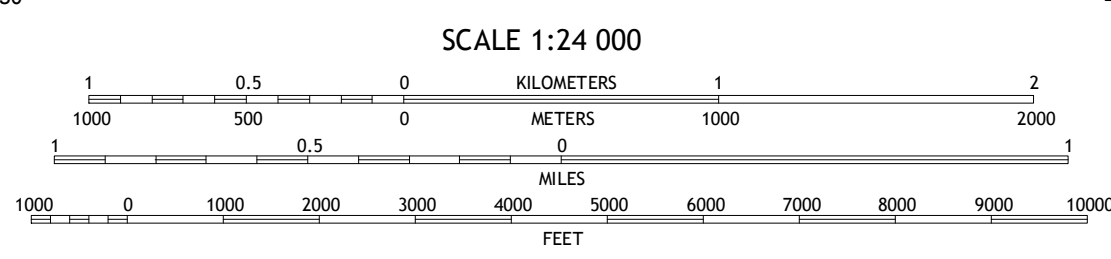 SCALE 1:24 000
1 0.5 0 KILOMETERS 1 2
1000 500 0 METERS 1000 2000
1 0.5 0 1
MILES
1000 0 1000 2000 3000 4000 5000 6000 7000 8000 9000 10000
FEET